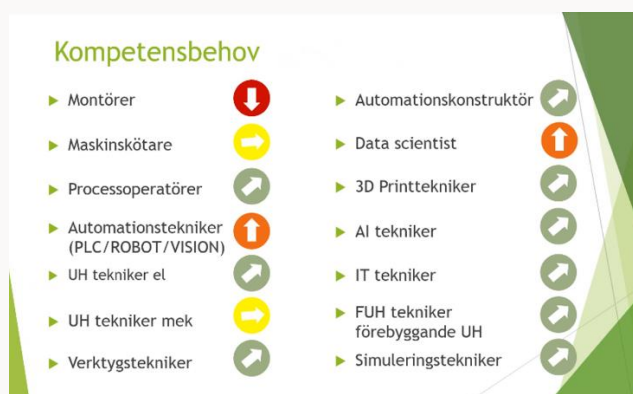 Kompetensbehov
Montörer
Maskinskötare
Processoperatörer
Automationstekniker
(PLC/ROBOT/VISION)
UH tekniker el
UH tekniker mek
Verktygstekniker
Automationskonstruktör
Data scientist
3D Printtekniker
AI tekniker
IT tekniker
FUH tekniker
förebyggande UH
Simuleringstekniker